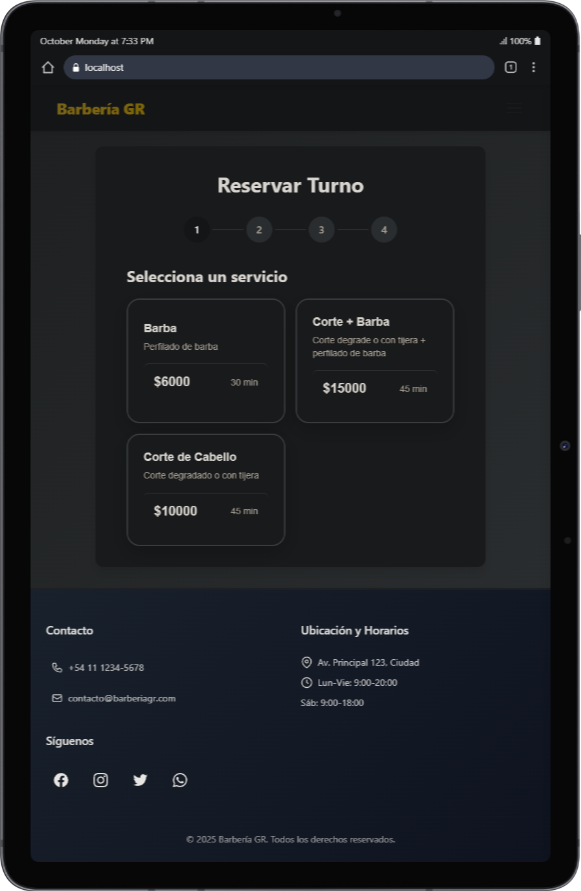 October Monday at 7:33 PM
100%
localhost
1
Barbería GR
Reservar Turno
1 2 3 4
Selecciona un servicio
Barba
Perfilado de barba
$6000 30 min
Corte + Barba
Corte degrade o con tijera +
perfilado de barba
$15000 45 min
Corte de Cabello
Corte degradado o con tijera
$10000 45 min
Contacto
+54 11 1234-5678
contacto@barberiagr.com
Síguenos
Ubicación y Horarios
Av. Principal 123, Ciudad
Lun-Vie: 9:00-20:00
Sáb: 9:00-18:00
© 2025 Barbería GR. Todos los derechos reservados.